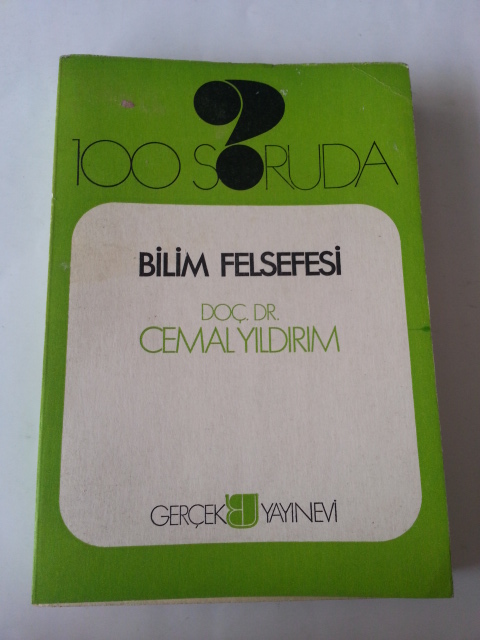 100 SORUDA
BİLİM FELSEFESİ
DOÇ. DR.
CEMAL YILDIRIM
GERÇEK YAYINEVİ